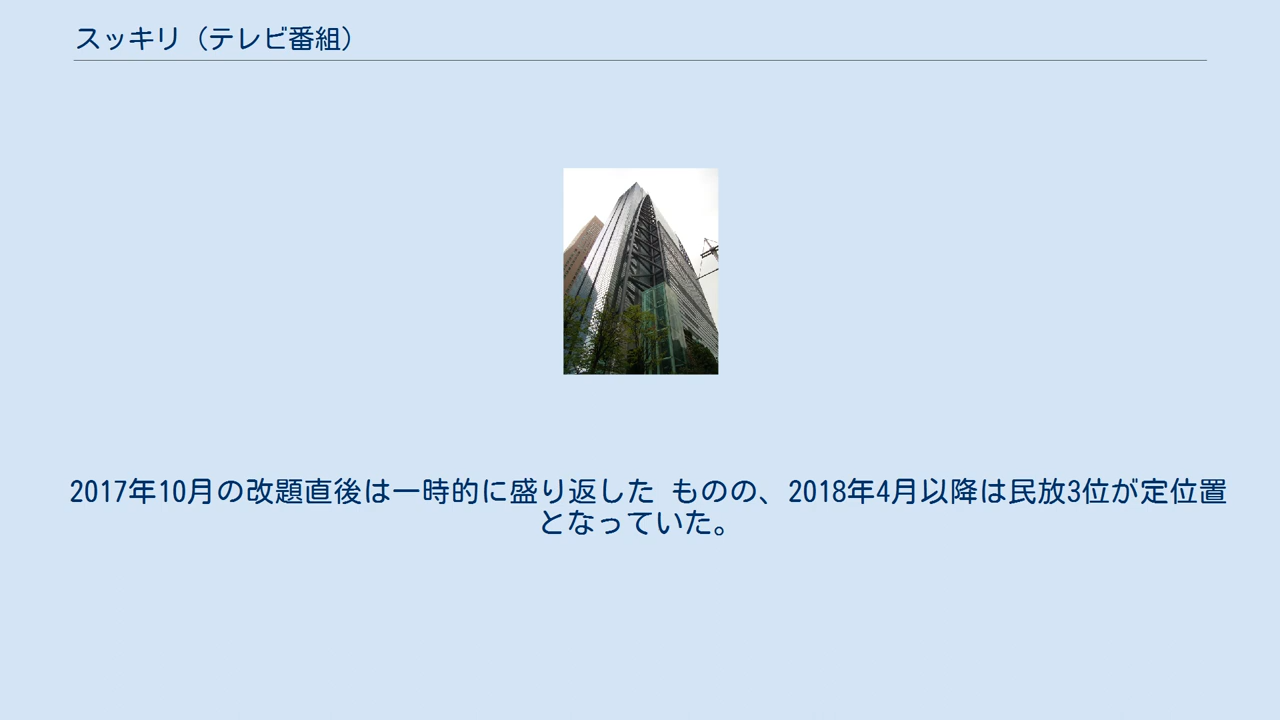 スッキリ（テレビ番組）
2017年10月の改題直後は一時的に盛り返した ものの、2018年4月以降は民放3位が定位置
となっていた。